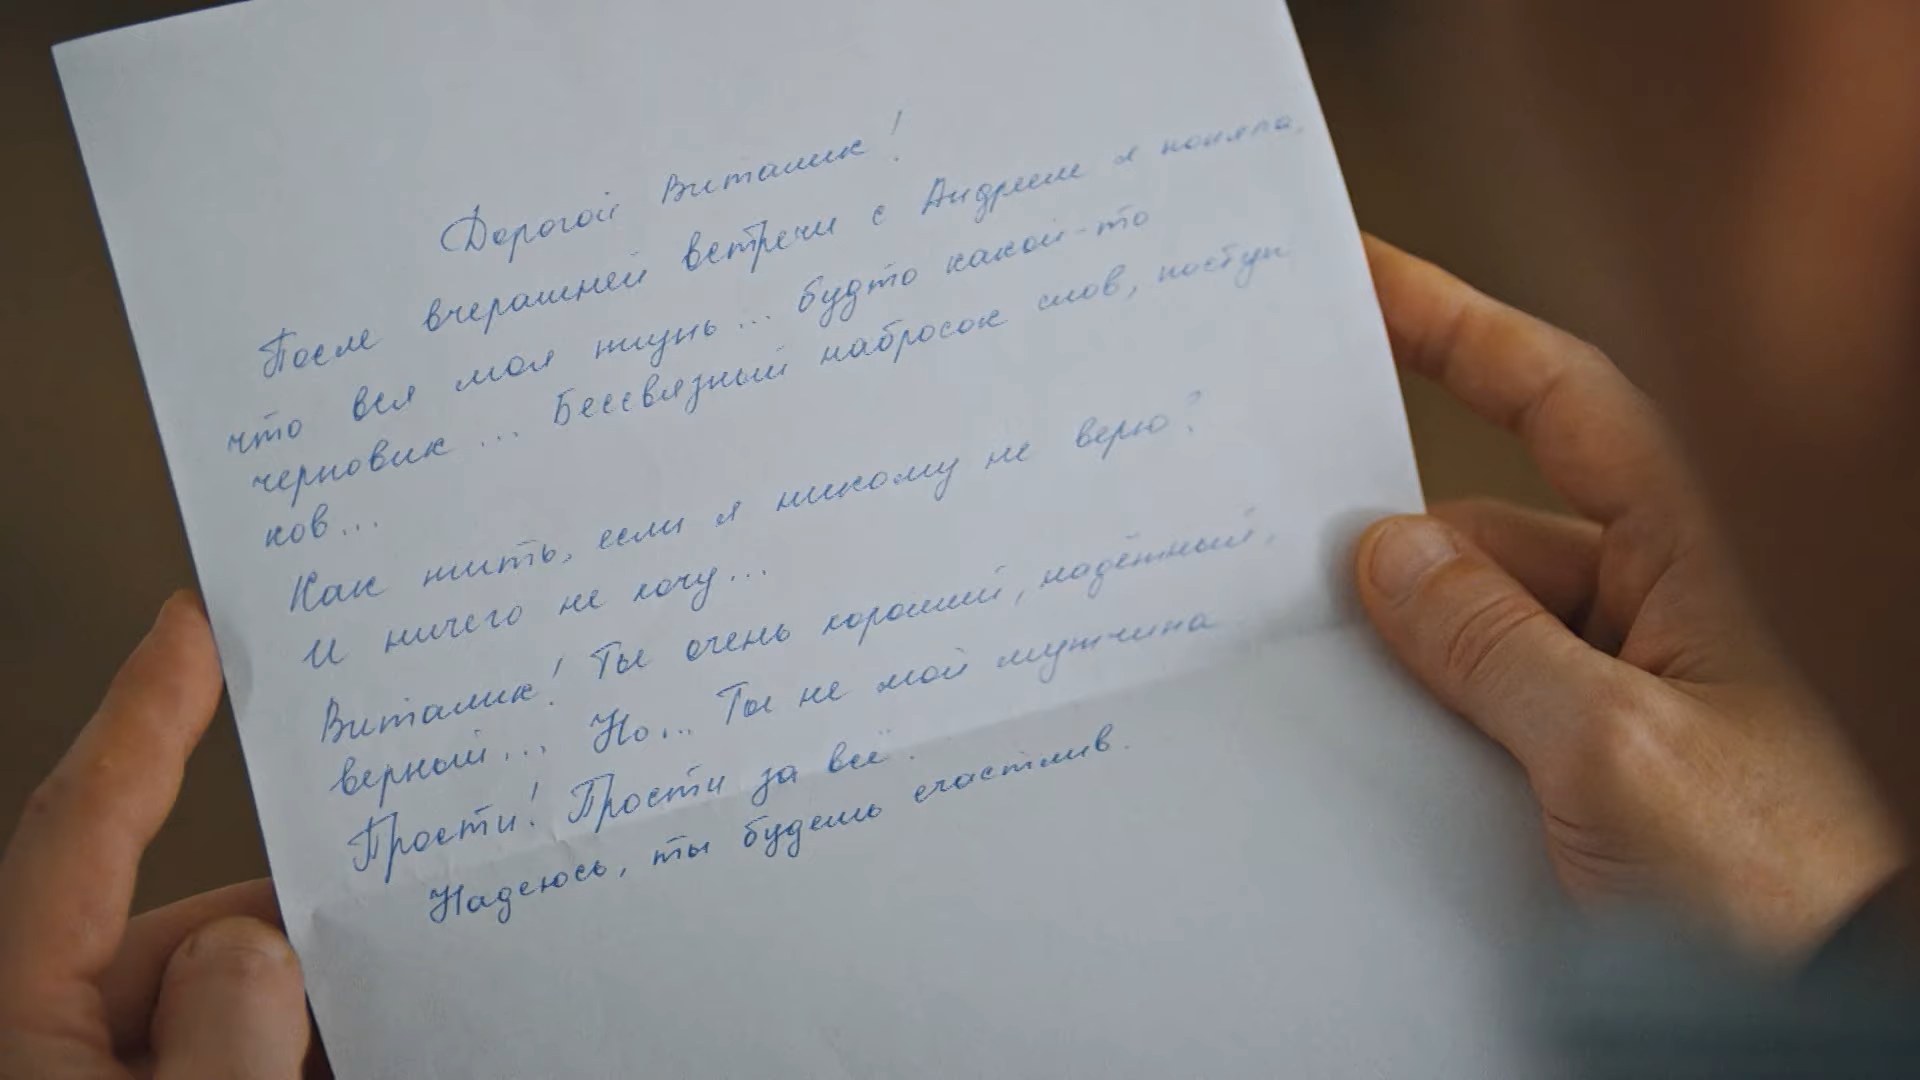 Дорогой Виталик!
После вчерашней встречи с Андреем я поняла,
что вся моя жизнь... будто какой-то
черновик... Бессвязный набросок слов, поступ
ков...
Как жить, если я никому не верю?
И ничего не хочу...
Виталик! Ты очень хороший, надёжный,
верный... Но... Ты не мой мужчина
Прости! Прости за всё.
Надеюсь, ты будешь счастлив.